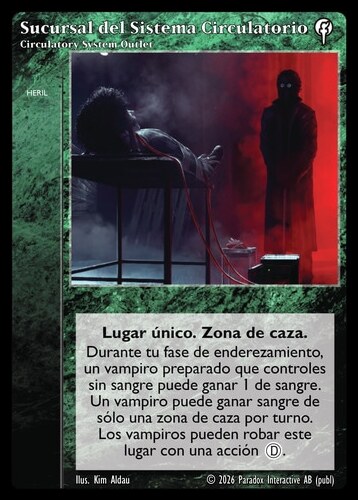 Sucursal del Sistema Circulatorio
Circulatory System Outlet
HERIL
Lugar único. Zona de caza.
Durante tu fase de enderezamiento,
un vampiro preparado que controles
sin sangre puede ganar 1 de sangre.
Un vampiro puede ganar sangre de
sólo una zona de caza por turno.
Los vampiros pueden robar este
lugar con una acción Ⓓ.
Ilus. Kim Aldau
© 2026 Paradox Interactive AB (publ)